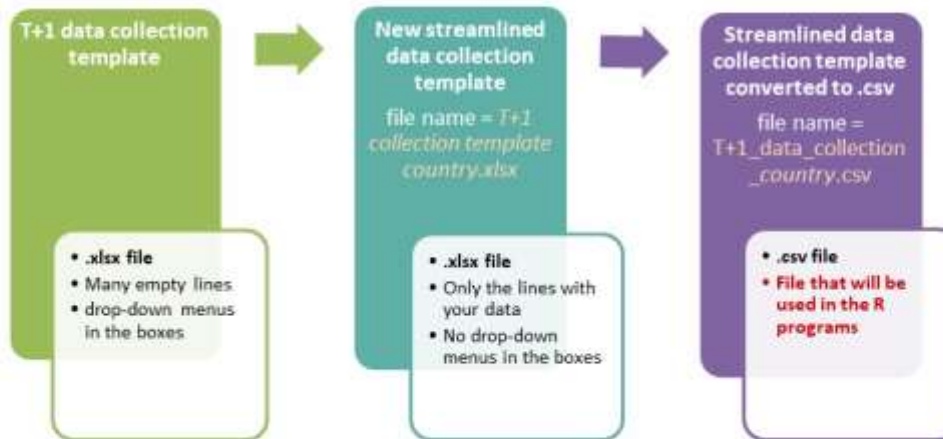 T+1 data collection
template
• .xlsx file
• Many empty lines
• drop-down menus
in the boxes
New streamlined
data collection
template
file name = T+1
collection template
country.xlsx
• .xlsx file
• Only the lines with
your data
• No drop-down
menus in the boxes
Streamlined data
collection template
converted to .csv
file name =
T+1_data_collection
_country.csv
• .csv file
• File that will be
used in the R
programs